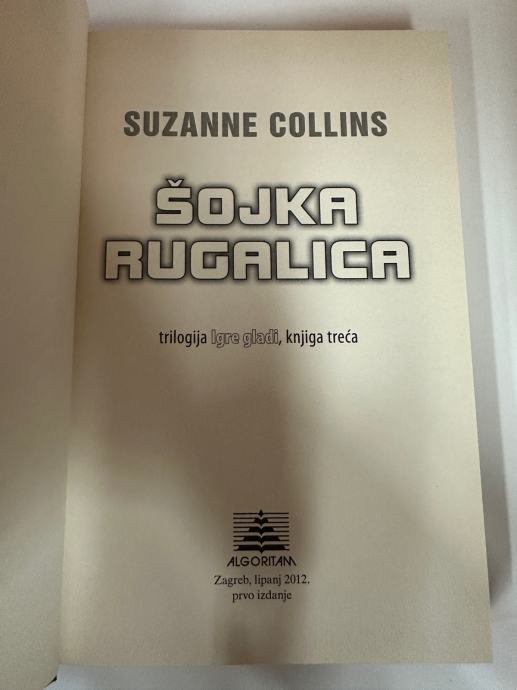 SUZANNE COLLINS
ŠOJKA
RUGALICA
trilogija Igre gladi, knjiga treća
ALGORITAM
Zagreb, lipanj 2012.
prvo izdanje